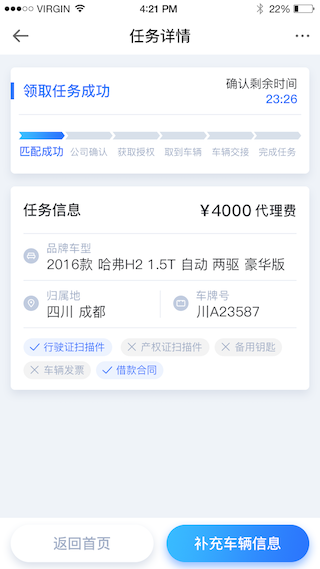 VIRGIN 4:21 PM 22%
任务详情
领取任务成功 确认剩余时间
23:26
匹配成功 公司确认 获取授权 取到车辆 车辆交接 完成任务
任务信息 ￥4000 代理费
品牌车型
2016款 哈弗H2 1.5T 自动 两驱 豪华版
归属地 车牌号
四川 成都 川A23587
行驶证扫描件 产权证扫描件 备用钥匙
车辆发票 借款合同
返回首页 补充车辆信息